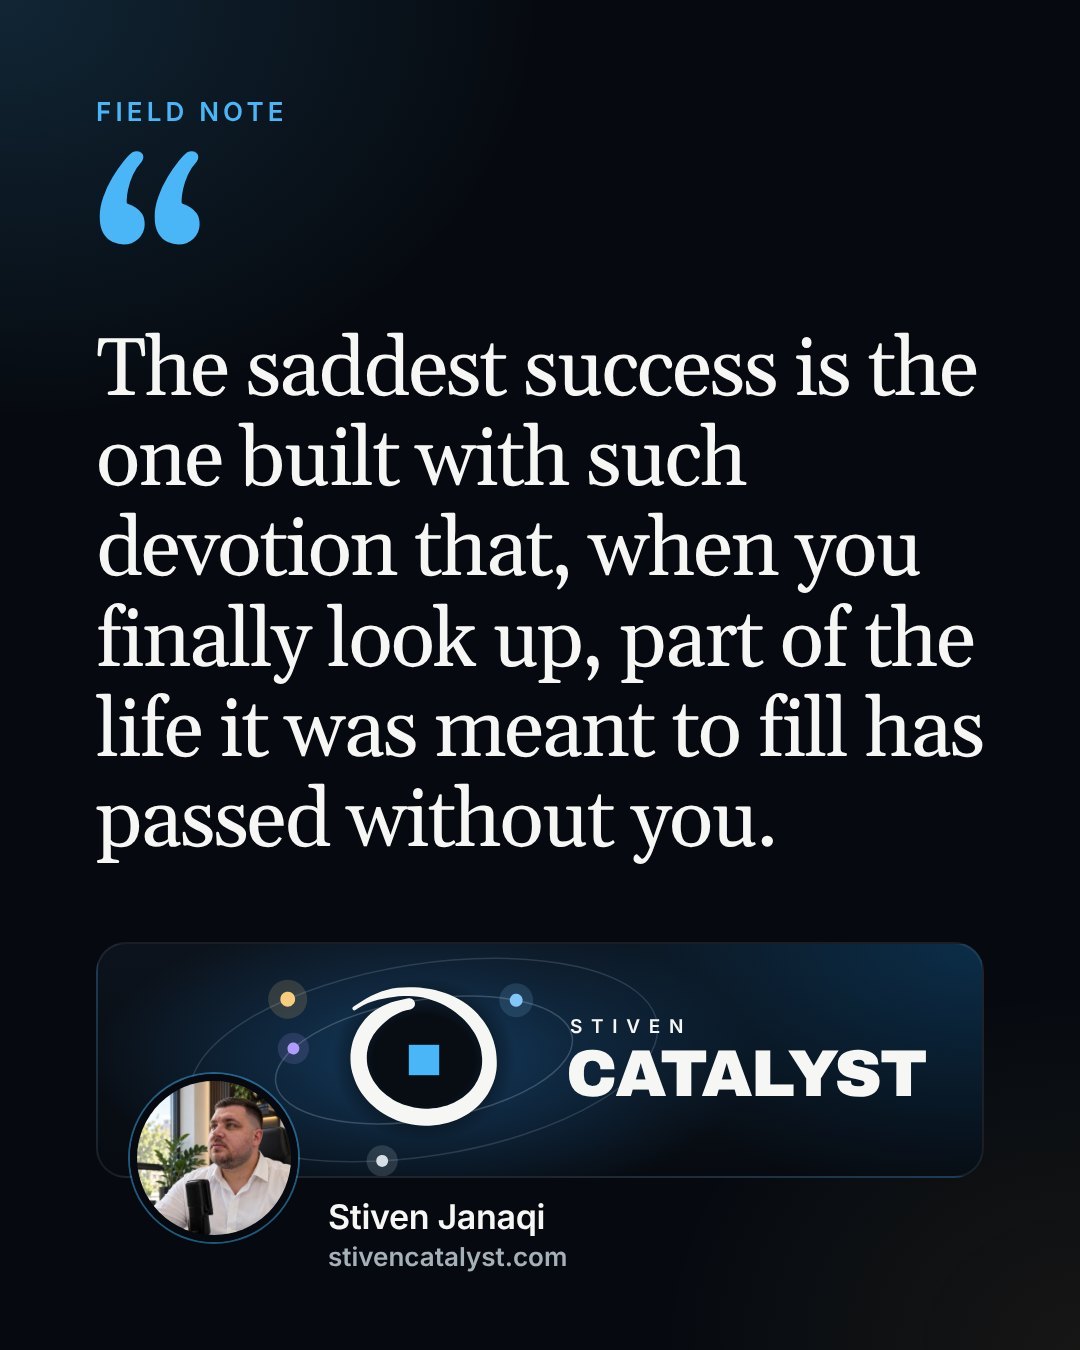 FIELD NOTE
“
The saddest success is the
one built with such
devotion that, when you
finally look up, part of the
life it was meant to fill has
passed without you.
STIVEN
CATALYST
Stiven Janaqi
stivencatalyst.com